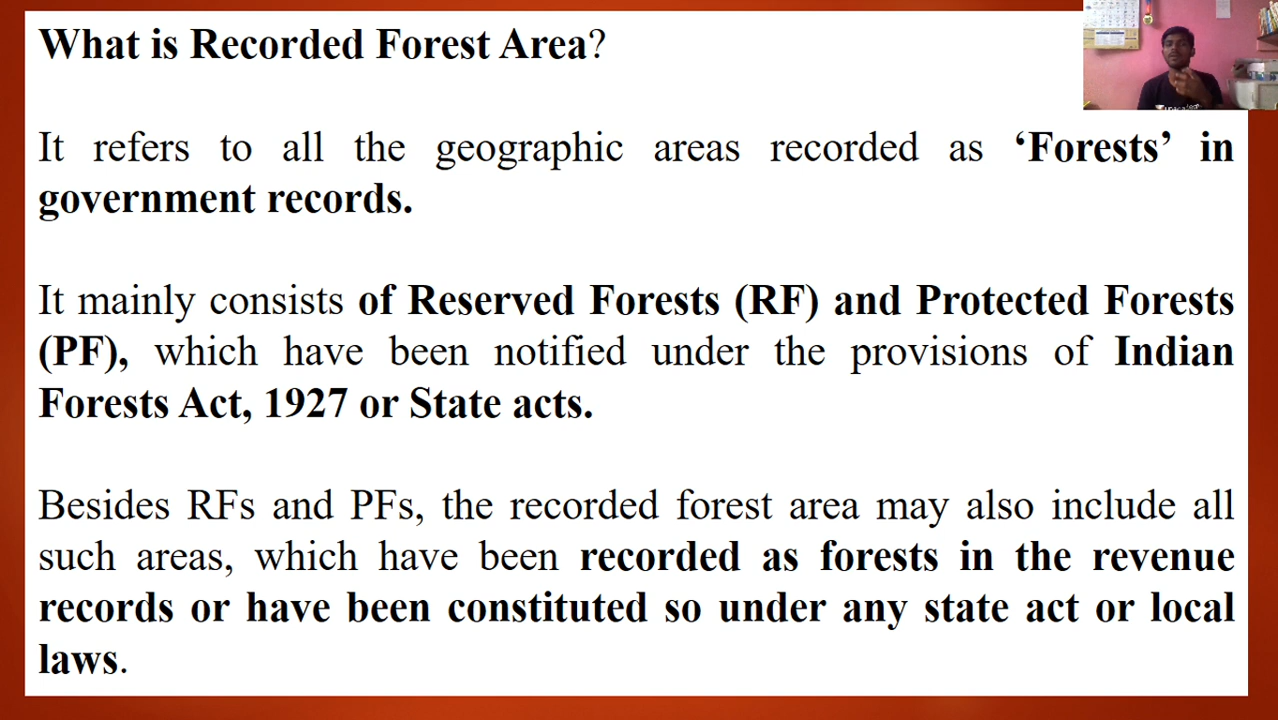 What is Recorded Forest Area?
It refers to all the geographic areas recorded as ‘Forests’ in
government records.
It mainly consists of Reserved Forests (RF) and Protected Forests
(PF), which have been notified under the provisions of Indian
Forests Act, 1927 or State acts.
Besides RFs and PFs, the recorded forest area may also include all
such areas, which have been recorded as forests in the revenue
records or have been constituted so under any state act or local
laws.